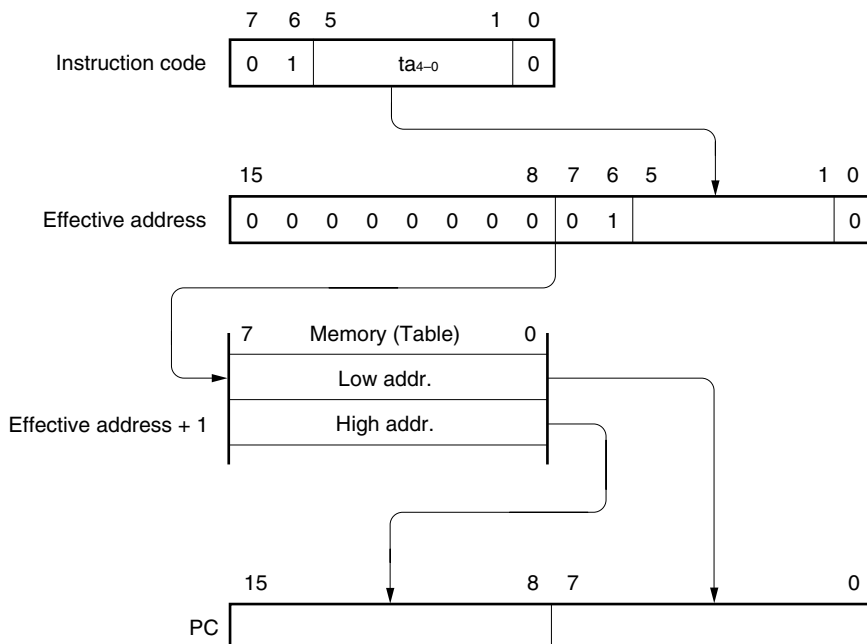 7 6 5 1 0
Instruction code 0 1 ta4–0 0
15 8 7 6 5 1 0
Effective address 0 0 0 0 0 0 0 0 0 1 0
7 Memory (Table) 0
Low addr.
Effective address + 1 High addr.
15 8 7 0
PC